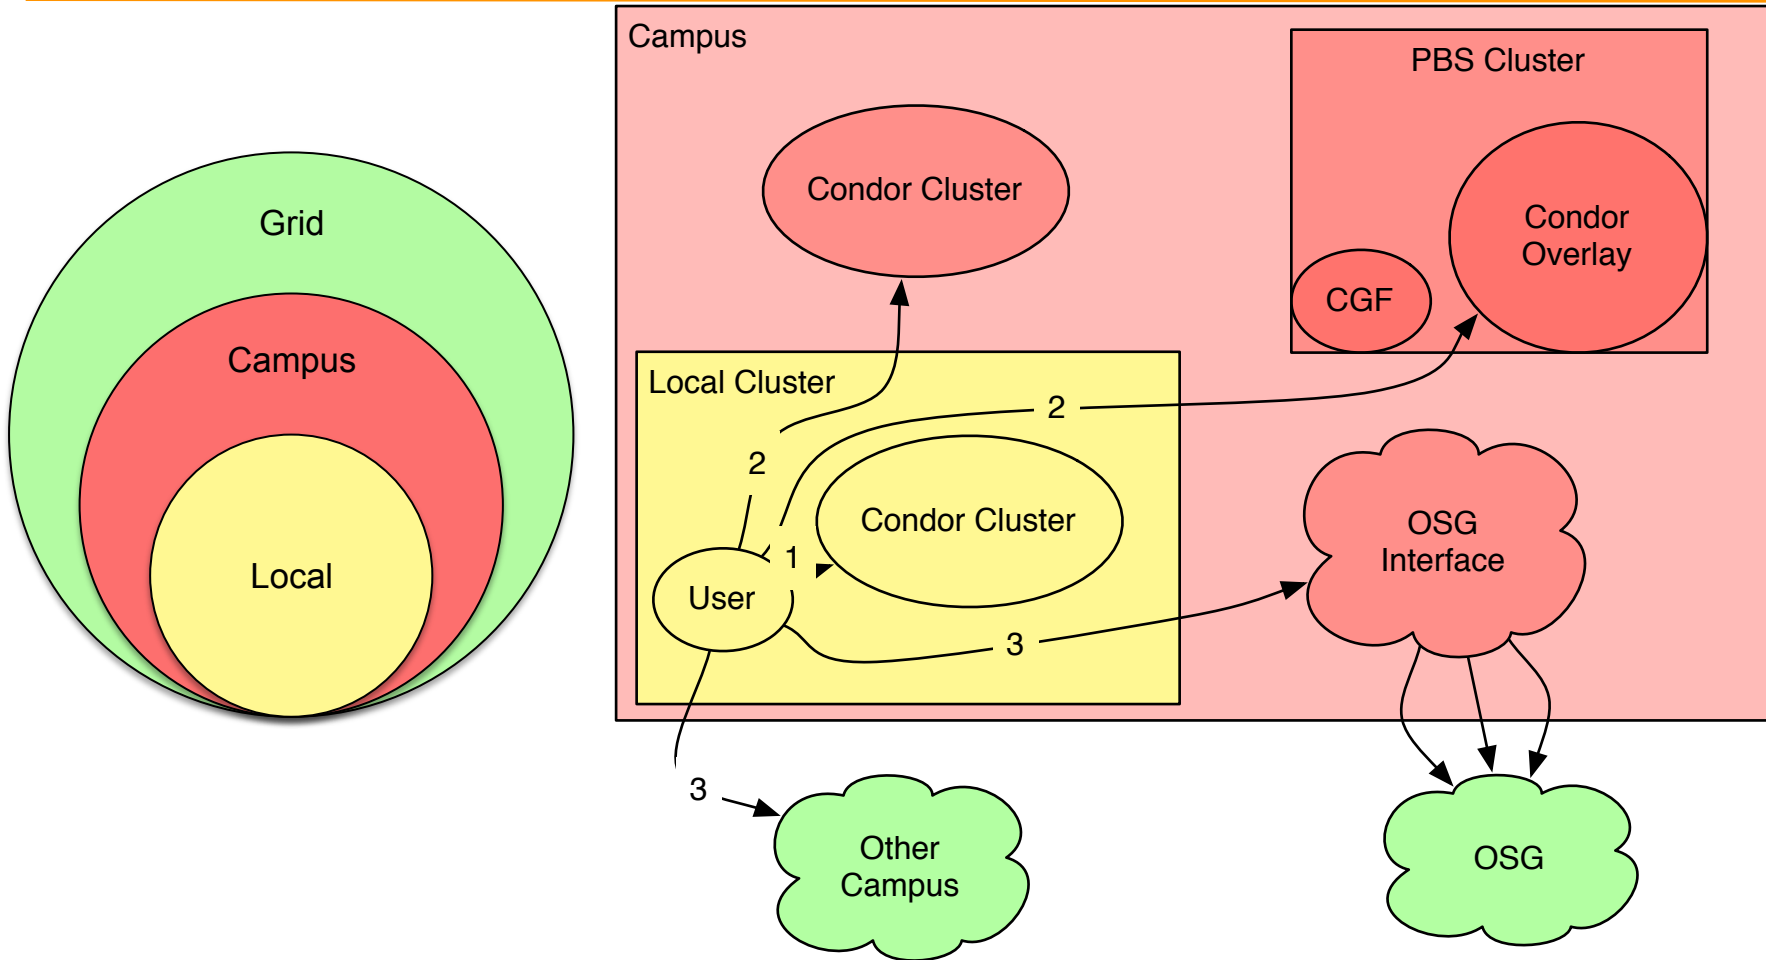 Grid
Campus
Local
Campus
PBS Cluster
Condor Cluster
Condor
Overlay
CGF
Local Cluster
2
2
Condor Cluster
1
User
3
OSG
Interface
3
Other
Campus
OSG